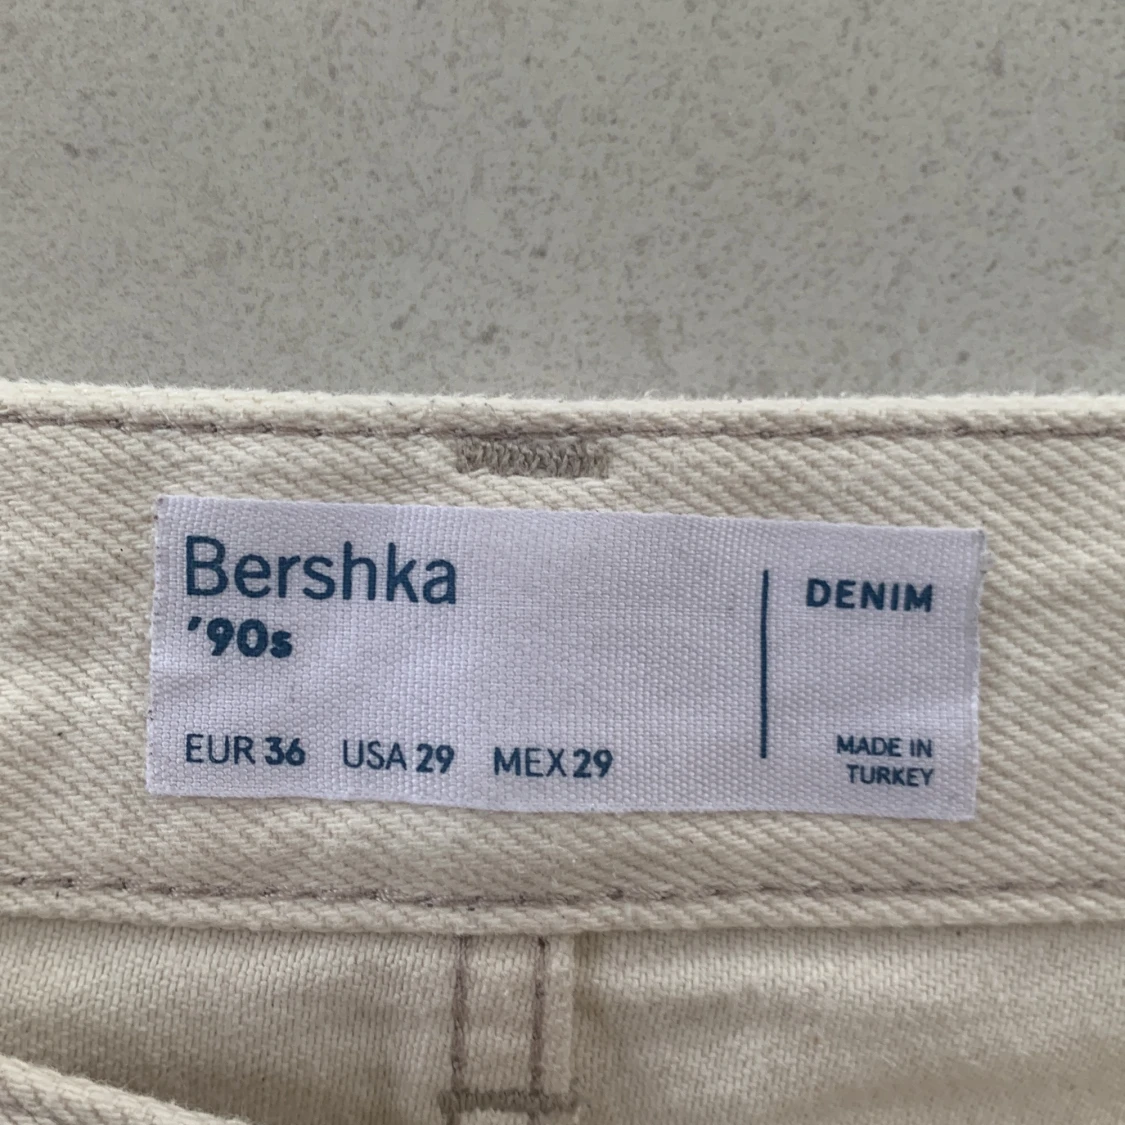 Bershka
'90s
EUR 36 USA 29 MEX 29
DENIM
MADE IN
TURKEY